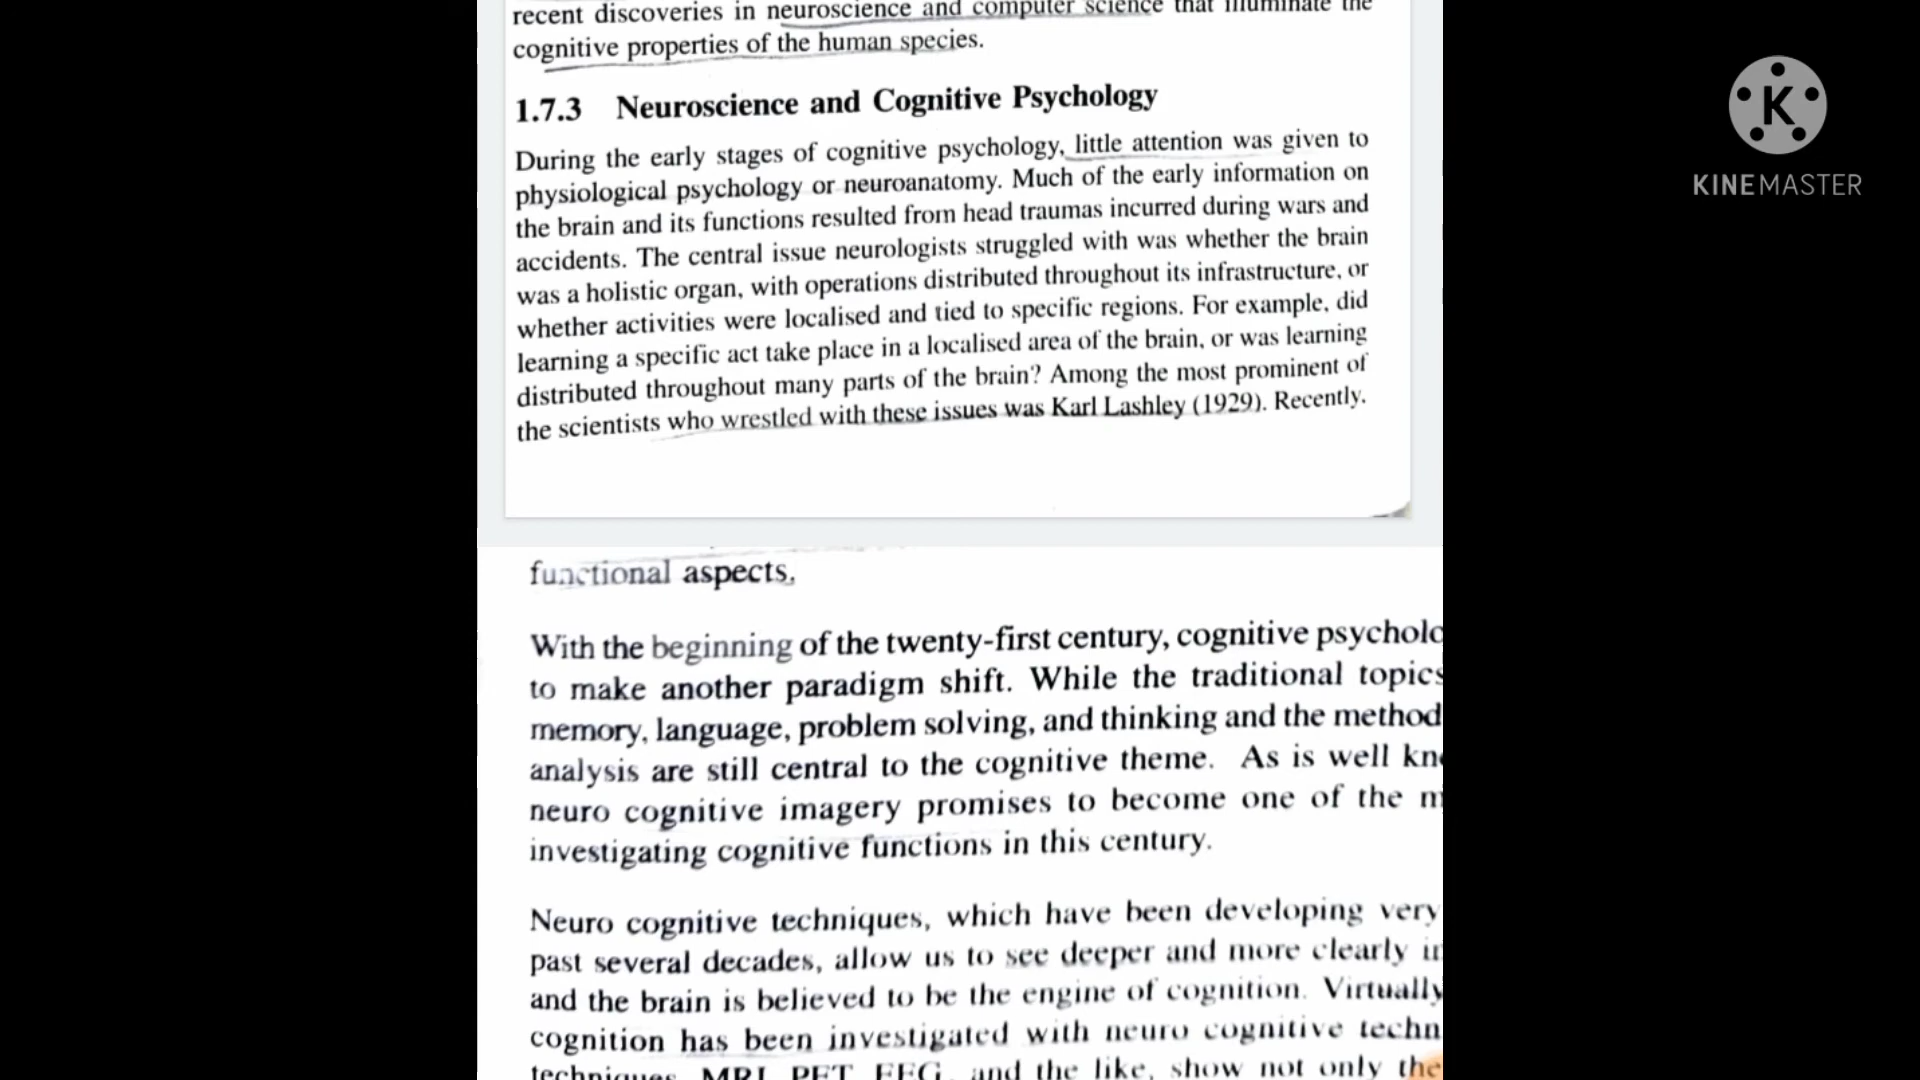 recent discoveries in neuroscience and computer science that illuminate the
cognitive properties of the human species.
1.7.3 Neuroscience and Cognitive Psychology
During the early stages of cognitive psychology, little attention was given to
physiological psychology or neuroanatomy. Much of the early information on
the brain and its functions resulted from head traumas incurred during wars and
accidents. The central issue neurologists struggled with was whether the brain
was a holistic organ, with operations distributed throughout its infrastructure, or
whether activities were localised and tied to specific regions. For example, did
learning a specific act take place in a localised area of the brain, or was learning
distributed throughout many parts of the brain? Among the most prominent of
the scientists who wrestled with these issues was Karl Lashley (1929). Recently,
functional aspects.
With the beginning of the twenty-first century, cognitive psycholo
to make another paradigm shift. While the traditional topics
memory, language, problem solving, and thinking and the method
analysis are still central to the cognitive theme. As is well kn
neuro cognitive imagery promises to become one of the m
investigating cognitive functions in this century.
Neuro cognitive techniques, which have been developing very
past several decades, allow us to see deeper and more clearly in
and the brain is believed to be the engine of cognition. Virtually
cognition has been investigated with neuro cognitive techn
techniques, MRI, PET, EEG, and the like, show not only the
K
KINEMASTER